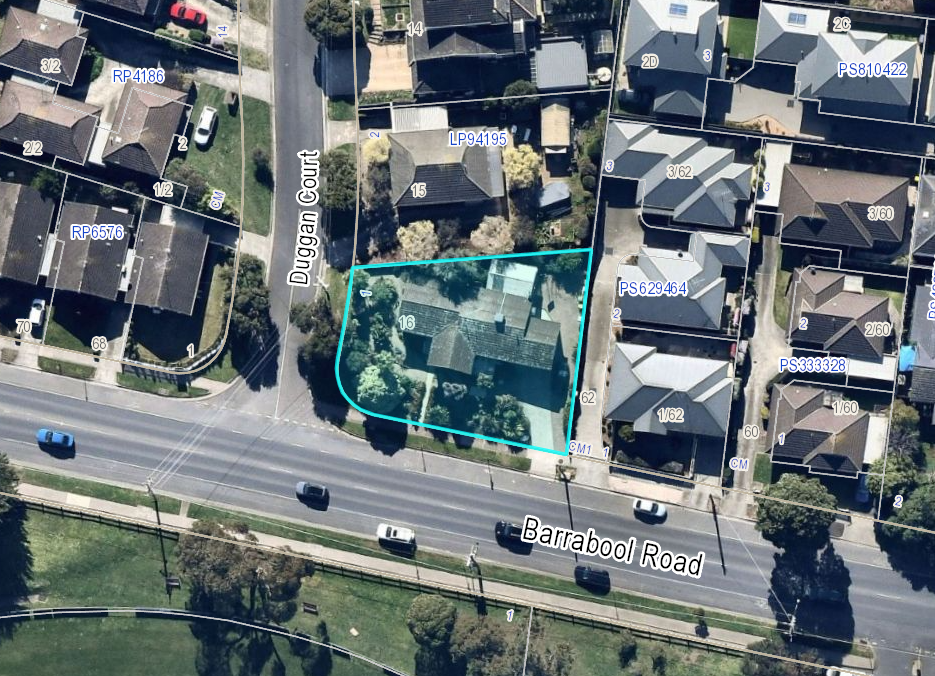 14
14
2C
2D
3
PS810422
3/2
RP4186
2
LP94195
2
2/2
3
3/62
1/2
CM
15
3
3/60
RP6576
Duggan Court
PS629464
1
16
2
2
2/60
70
68
1
PS333328
62
1/62
1/60
60
1
CM1
1
CM
2
Barrabool Road
1